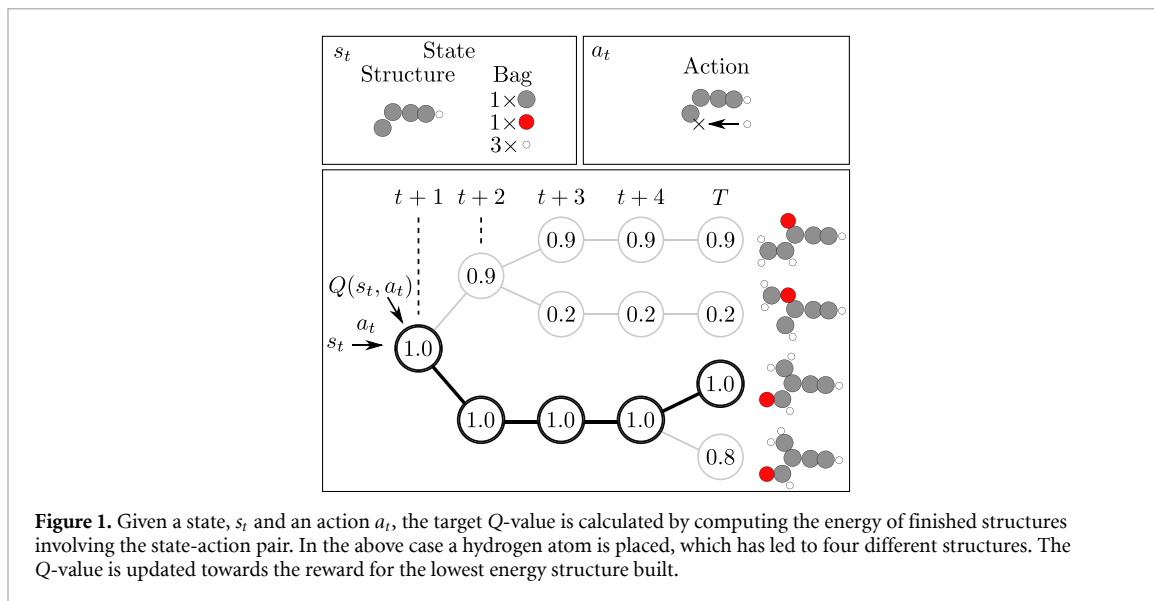 s_t State
Structure Bag
1×
1×
3×
a_t
Action
×
t + 1 t + 2 t + 3 t + 4 T
0.9 0.9 0.9
0.9
Q(s_t, a_t)
0.2 0.2 0.2
a_t
s_t 1.0
1.0
1.0 1.0 1.0
0.8
Figure 1. Given a state, s_t and an action a_t, the target Q-value is calculated by computing the energy of finished structures
involving the state-action pair. In the above case a hydrogen atom is placed, which has led to four different structures. The
Q-value is updated towards the reward for the lowest energy structure built.